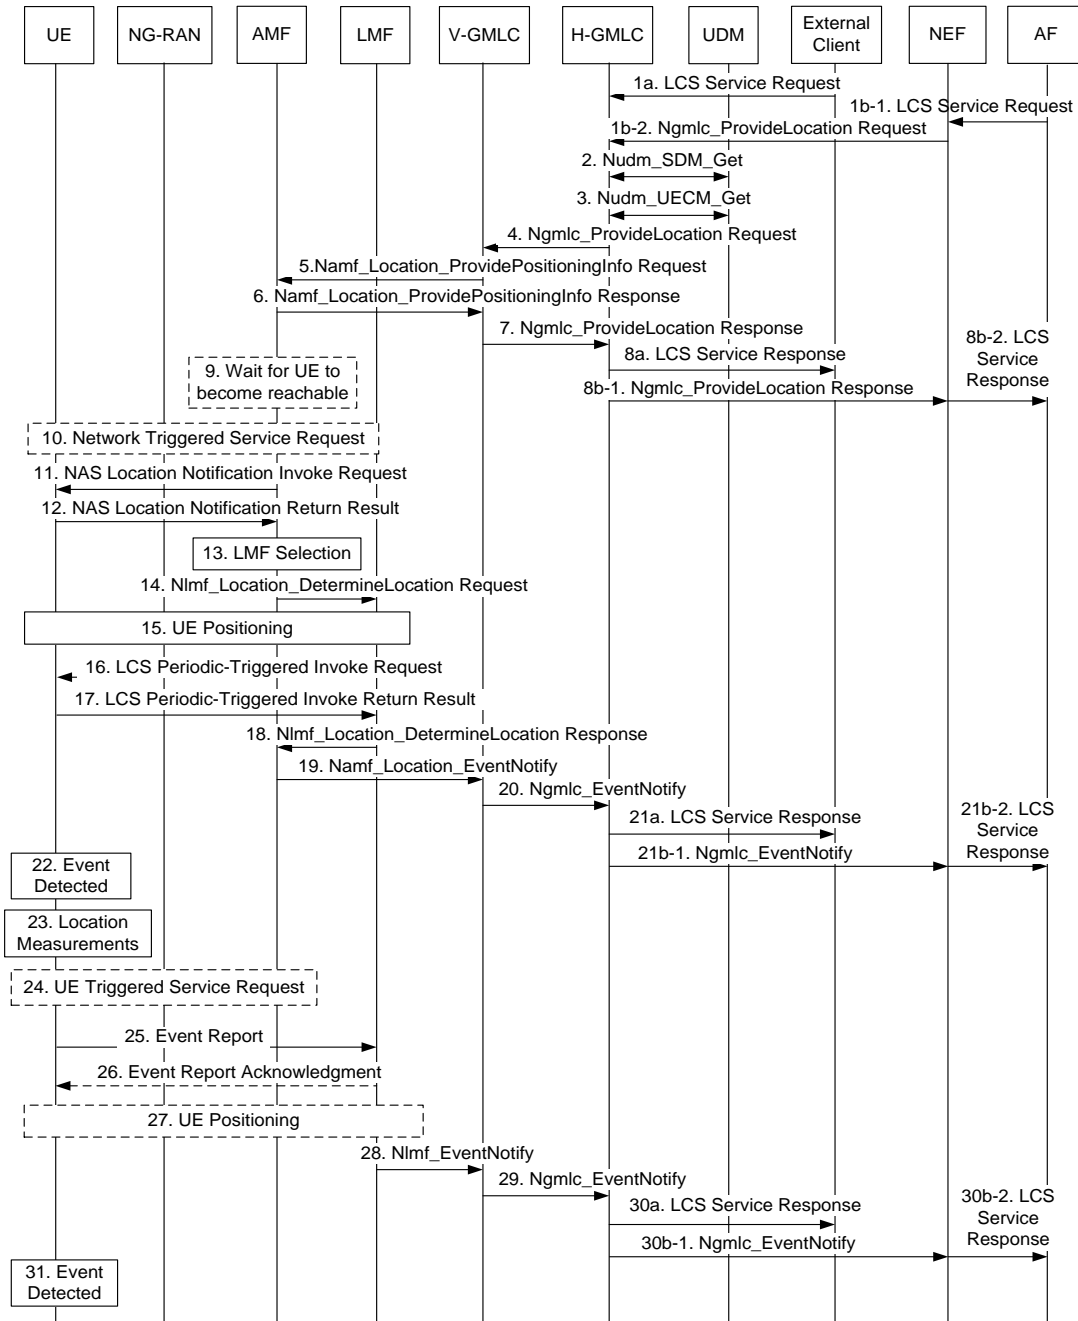 UE
NG-RAN
AMF
LMF
V-GMLC
H-GMLC
UDM
External
Client
NEF
AF
1a. LCS Service Request
1b-1. LCS Service Request
1b-2. Ngmlc_ProvideLocation Request
2. Nudm_SDM_Get
3. Nudm_UECM_Get
4. Ngmlc_ProvideLocation Request
5.Namf_Location_ProvidePositioningInfo Request
6. Namf_Location_ProvidePositioningInfo Response
7. Ngmlc_ProvideLocation Response
8a. LCS Service Response
8b-2. LCS
Service
Response
8b-1. Ngmlc_ProvideLocation Response
9. Wait for UE to
become reachable
10. Network Triggered Service Request
11. NAS Location Notification Invoke Request
12. NAS Location Notification Return Result
13. LMF Selection
14. Nlmf_Location_DetermineLocation Request
15. UE Positioning
16. LCS Periodic-Triggered Invoke Request
17. LCS Periodic-Triggered Invoke Return Result
18. Nlmf_Location_DetermineLocation Response
19. Namf_Location_EventNotify
20. Ngmlc_EventNotify
21a. LCS Service Response
21b-2. LCS
Service
Response
21b-1. Ngmlc_EventNotify
22. Event
Detected
23. Location
Measurements
24. UE Triggered Service Request
25. Event Report
26. Event Report Acknowledgment
27. UE Positioning
28. Nlmf_EventNotify
29. Ngmlc_EventNotify
30a. LCS Service Response
30b-2. LCS
Service
Response
30b-1. Ngmlc_EventNotify
31. Event
Detected